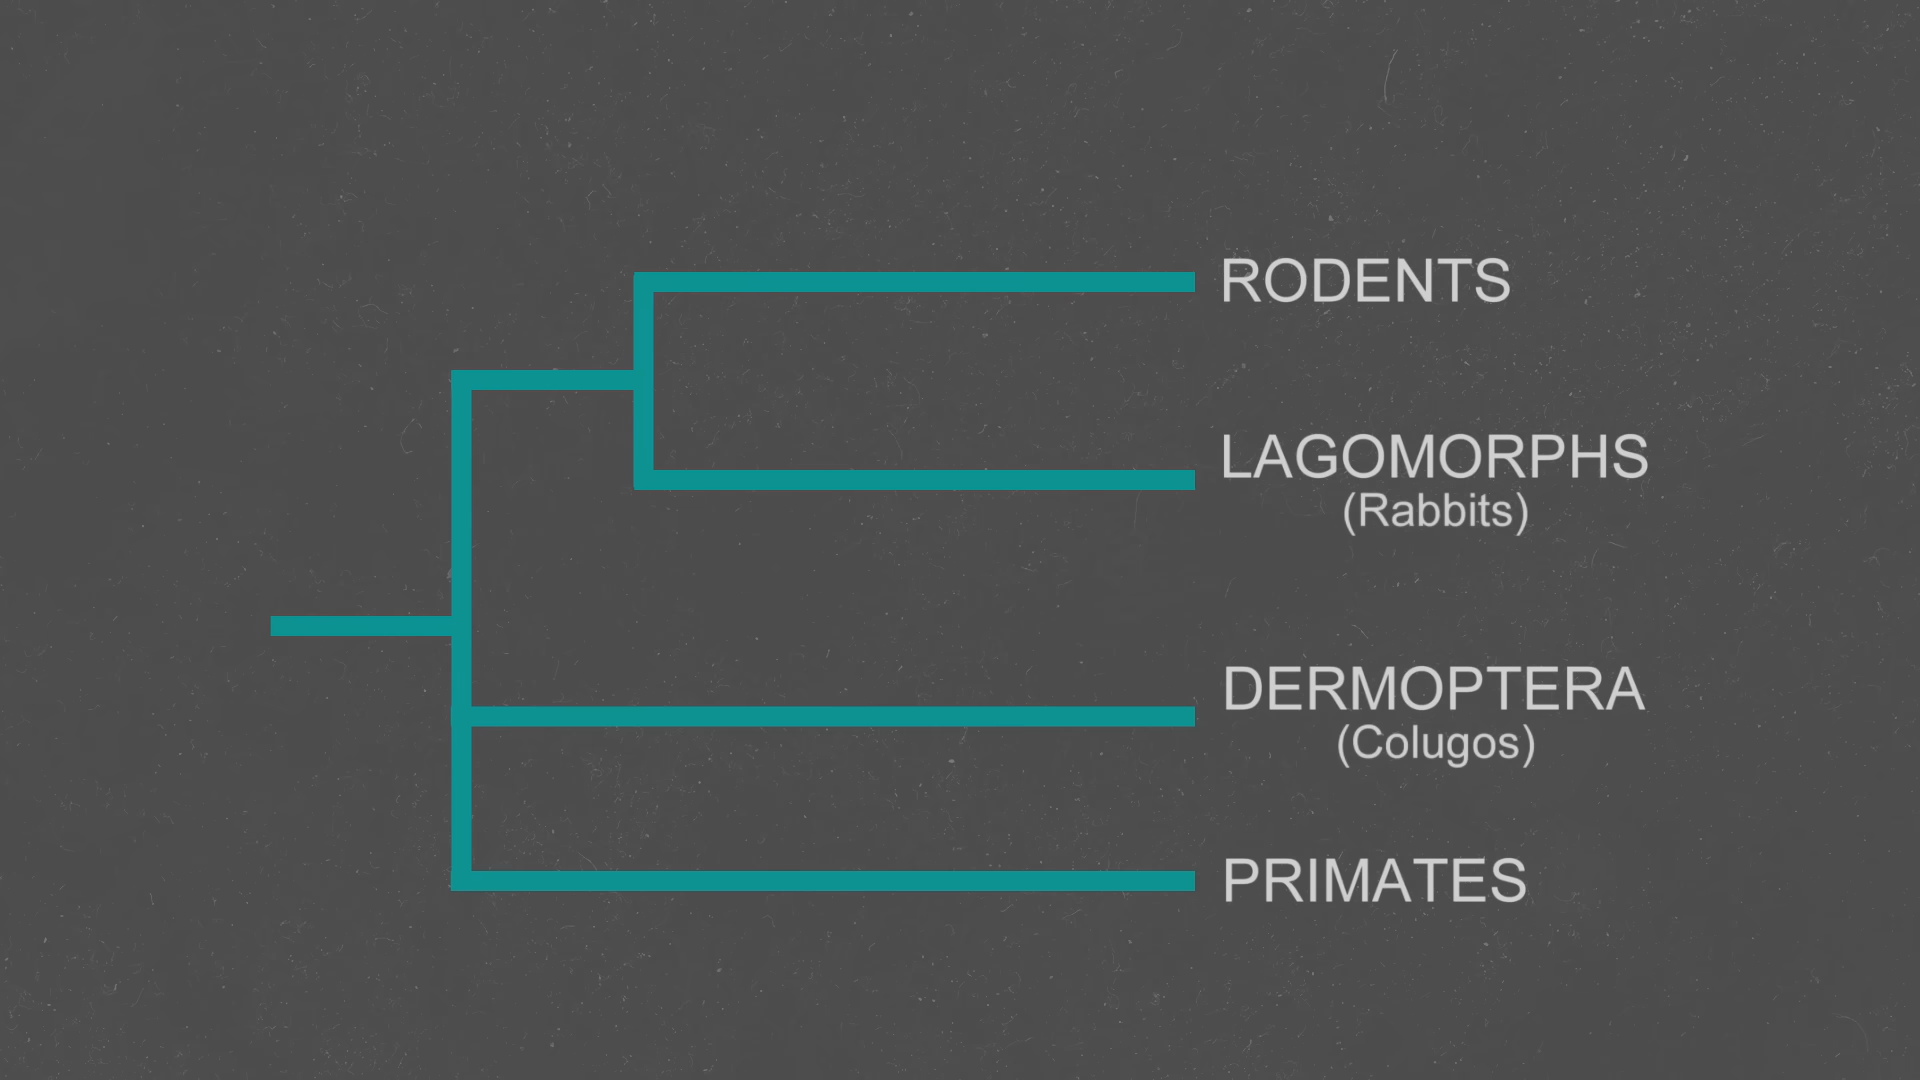 RODENTS
LAGOMORPHS
(Rabbits)
DERMOPTERA
(Colugos)
PRIMATES